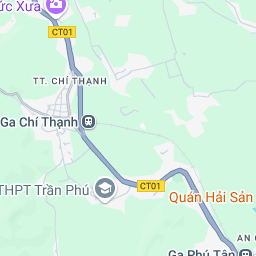 ức Xưa
CT01
TT. CHÍ THẠNH
Ga Chí Thạnh
THPT Trần Phú
CT01
Quán Hải Sản
AN
Ga Phú Tân